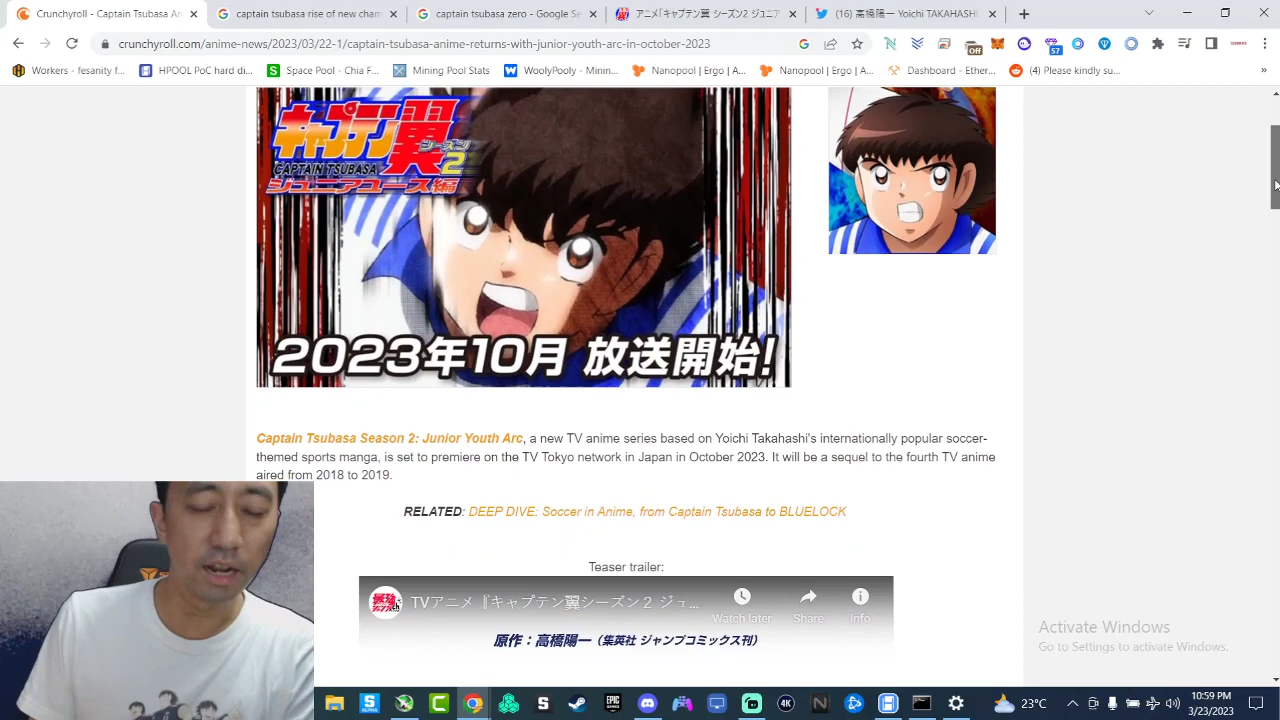 Crunchyroll - Captain Tsubasa An
captain of tsubasa new char
captain tsubasa zero - Google Se
アニメ『キャプテン翼シーズン２ ジュ
(16) 高橋陽一
crunchyroll.com/anime-news/2023/03/22-1/captain-tsubasa-anime-returns-with-junior-youth-arc-in-october-2023
Off
57
Workers - fesanity f...
HPOOL PoC hard di...
Space Pool - Chia F...
Mining Pool Stats
WoolyPooly - Minin...
Nanopool | Ergo | A...
Nanopool | Ergo | A...
Dashboard - Ether...
(4) Please kindly su...
»
キャプテン翼
シーズン2
CAPTAIN TSUBASA
ジュニアユース編
2023年10月 放送開始!
Captain Tsubasa Season 2: Junior Youth Arc, a new TV anime series based on Yoichi Takahashi's internationally popular soccer-
themed sports manga, is set to premiere on the TV Tokyo network in Japan in October 2023. It will be a sequel to the fourth TV anime
aired from 2018 to 2019.
RELATED: DEEP DIVE: Soccer in Anime, from Captain Tsubasa to BLUELOCK
Teaser trailer:
TVアニメ『キャプテン翼シーズン２ ジュ...
Watch later
Share
Info
原作：高橋陽一（集英社 ジャンプコミックス刊）
Activate Windows
Go to Settings to activate Windows.
EPIC
GAMES
4K
23°C
10:59 PM
3/23/2023